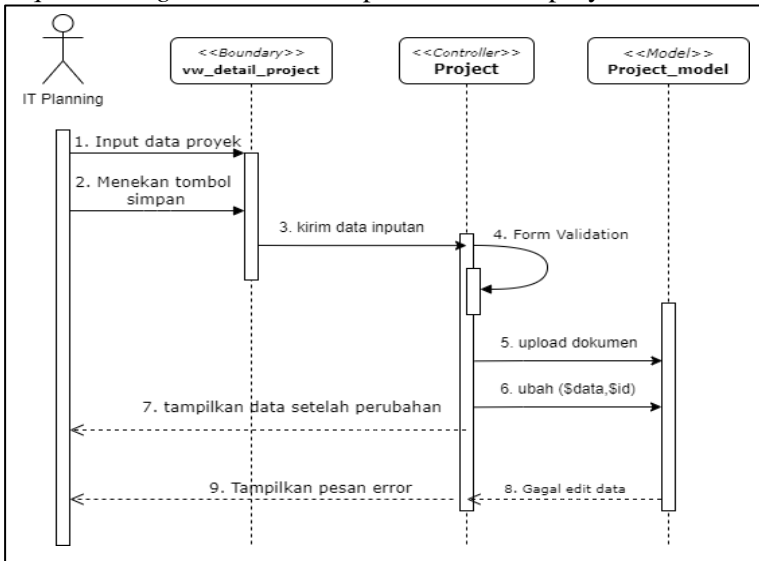 <<Boundary>>
vw_detail_project
<<Controller>>
Project
<<Model>>
Project_model
IT Planning
1. Input data proyek
2. Menekan tombol
simpan
3. kirim data inputan
4. Form Validation
5. upload dokumen
6. ubah ($data,$id)
7. tampilkan data setelah perubahan
8. Gagal edit data
9. Tampilkan pesan error